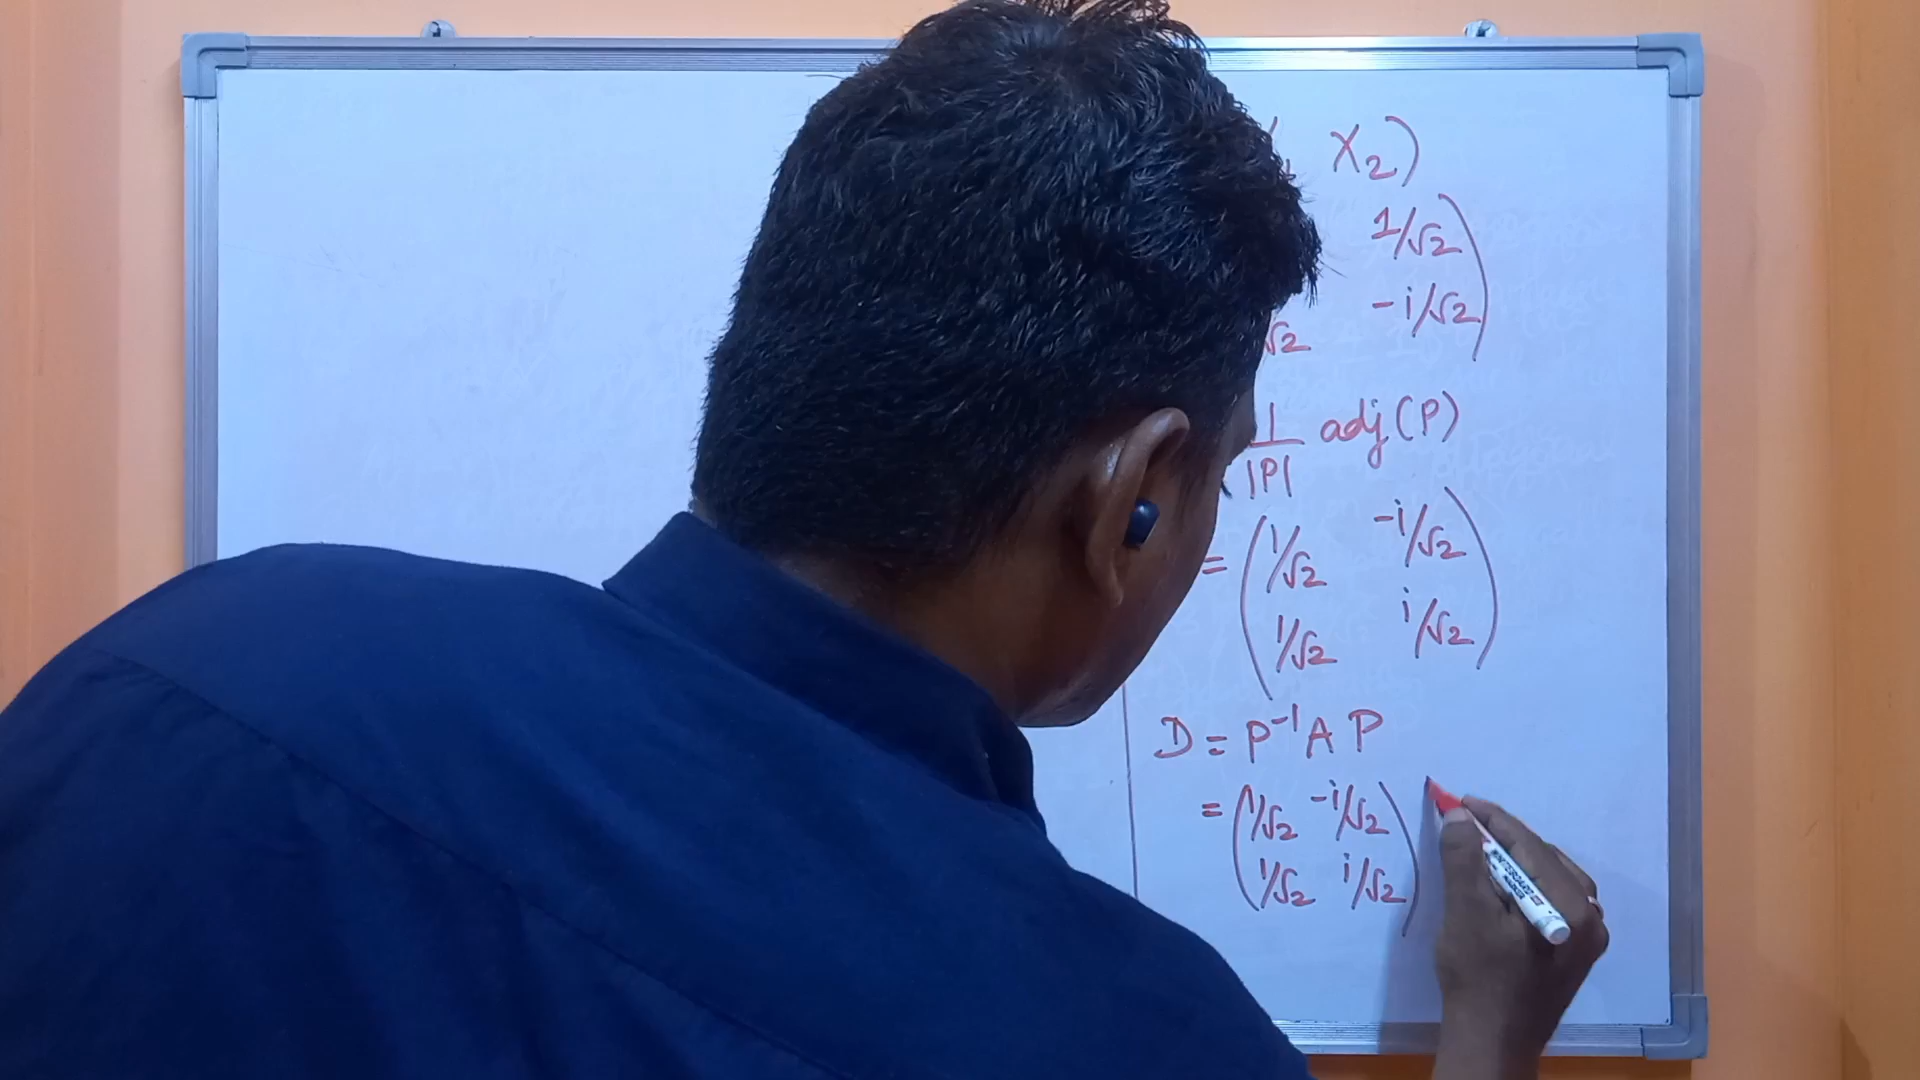 X₂)
1/√2
√2 -i/√2
1/|P| adj(P)
= (1/√2 -i/√2
1/√2 i/√2)
D = P⁻¹ A P
= (1/√2 -i/√2
1/√2 i/√2)